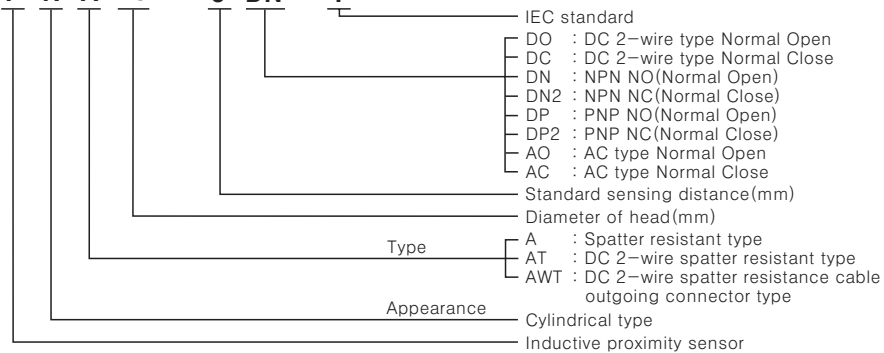 IEC standard
DO : DC 2-wire type Normal Open
DC : DC 2-wire type Normal Close
DN : NPN NO(Normal Open)
DN2 : NPN NC(Normal Close)
DP : PNP NO(Normal Open)
DP2 : PNP NC(Normal Close)
AO : AC type Normal Open
AC : AC type Normal Close
Standard sensing distance(mm)
Diameter of head(mm)
Type
A : Spatter resistant type
AT : DC 2-wire spatter resistant type
AWT : DC 2-wire spatter resistance cable
outgoing connector type
Appearance
Cylindrical type
Inductive proximity sensor